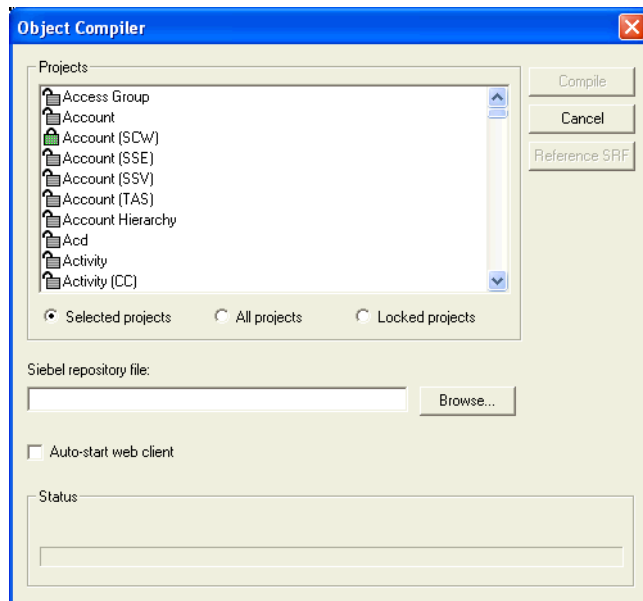 Object Compiler
Projects
Access Group
Account
Account (SCW)
Account (SSE)
Account (SSV)
Account (TAS)
Account Hierarchy
Acd
Activity
Activity (CC)
Selected projects
All projects
Locked projects
Compile
Cancel
Reference SRF
Siebel repository file:
Browse...
Auto-start web client
Status